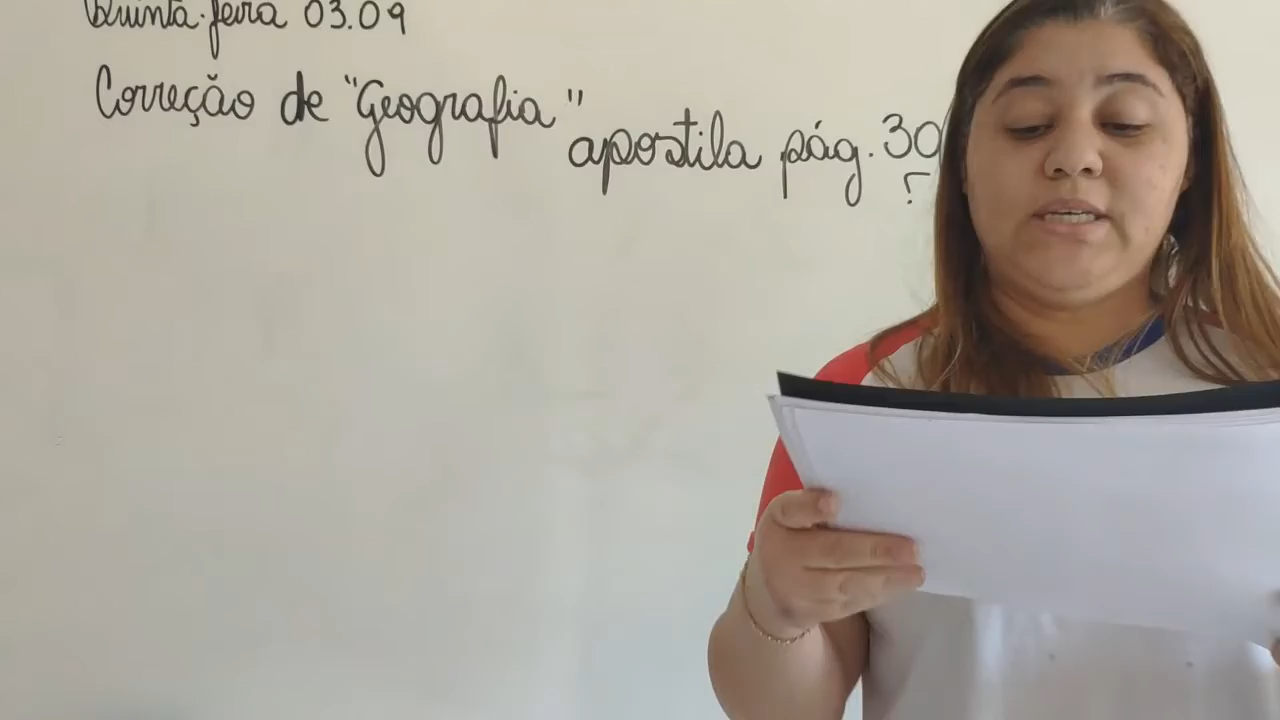 Quinta-feira 03.09
Correção de "Geografia"
apostila pág. 30